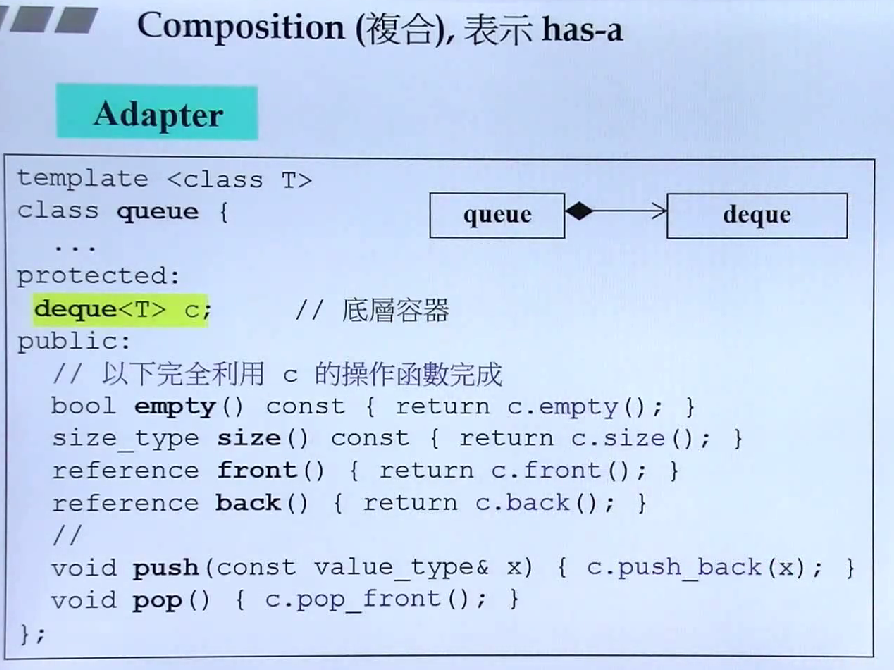 Composition (複合), 表示 has-a
Adapter
template <class T>
class queue {
...
protected:
deque<T> c; // 底層容器
public:
// 以下完全利用 c 的操作函數完成
bool empty() const { return c.empty(); }
size_type size() const { return c.size(); }
reference front() { return c.front(); }
reference back() { return c.back(); }
//
void push(const value_type& x) { c.push_back(x); }
void pop() { c.pop_front(); }
};
queue
deque